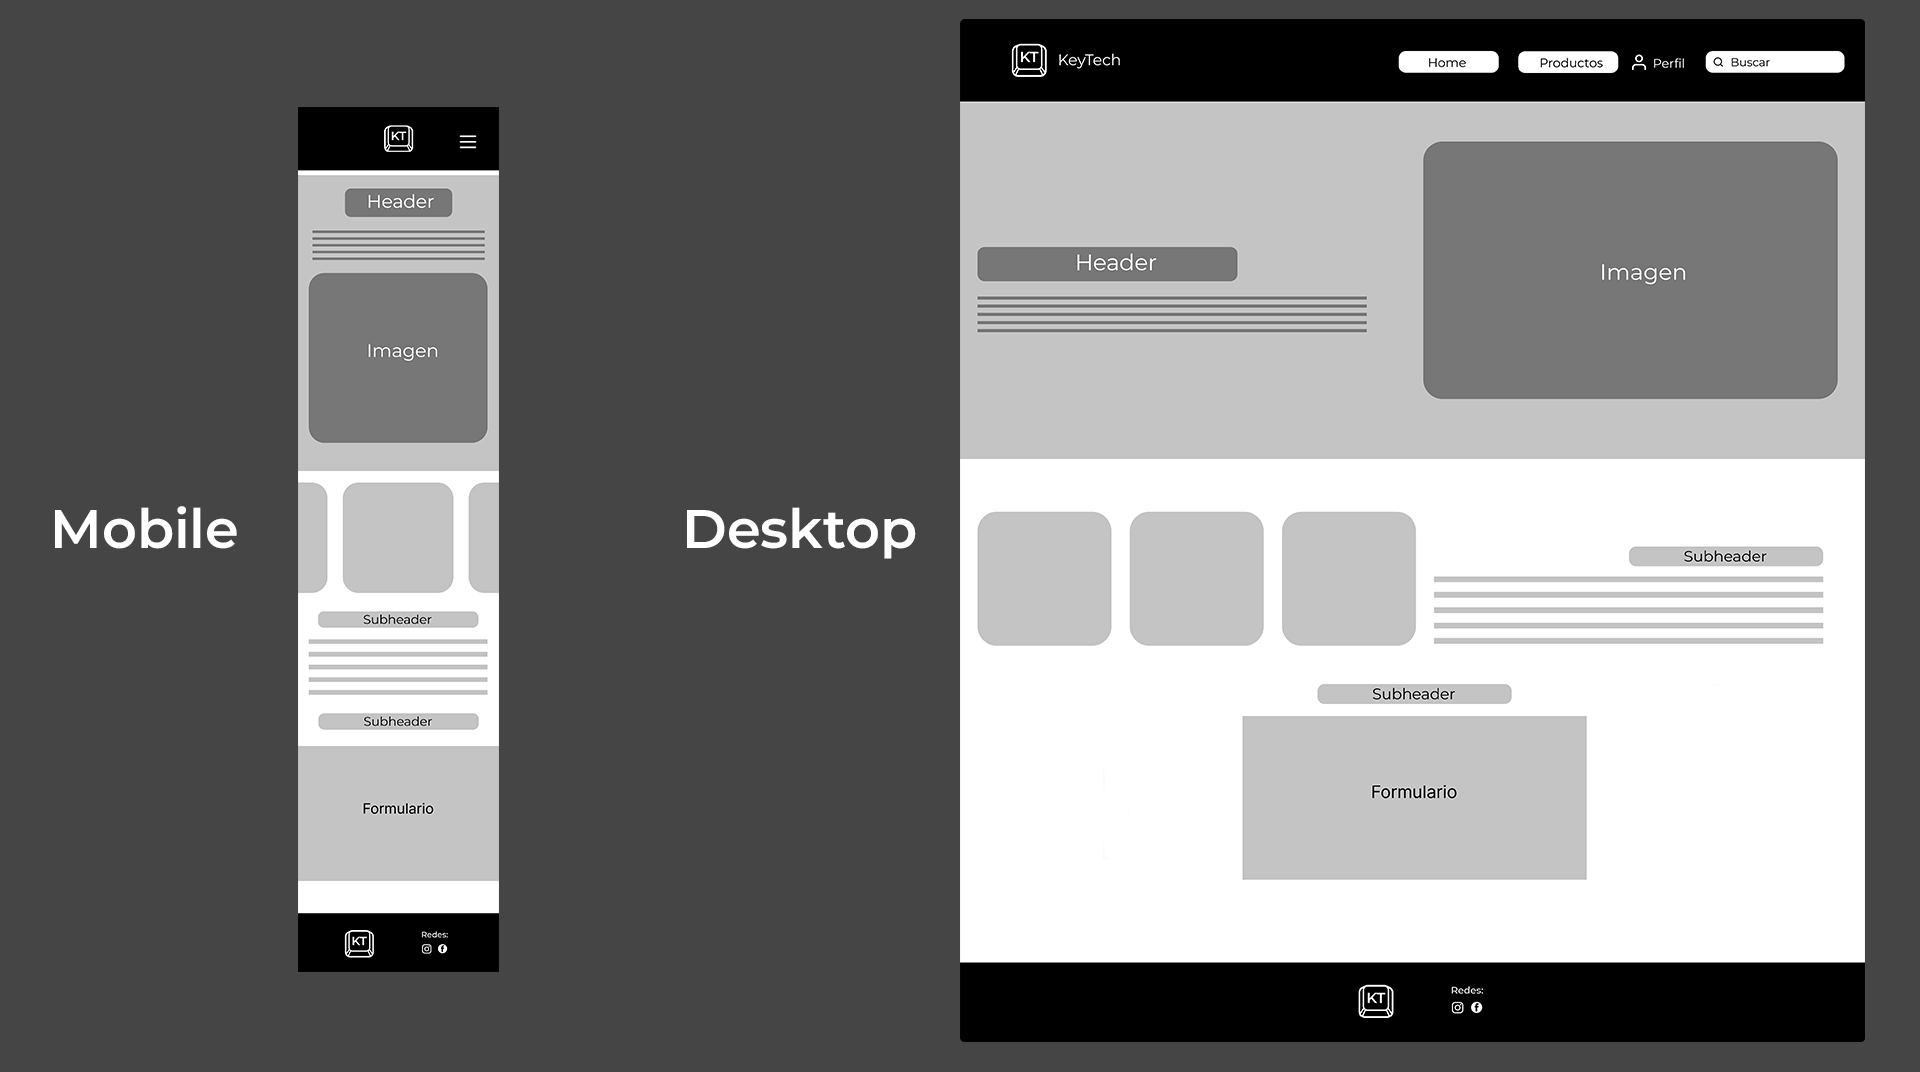 Mobile
KT
Header
Imagen
Subheader
Subheader
Formulario
KT
Redes:
Desktop
KT KeyTech Home Productos Perfil Buscar
Header
Imagen
Subheader
Subheader
Formulario
KT
Redes: